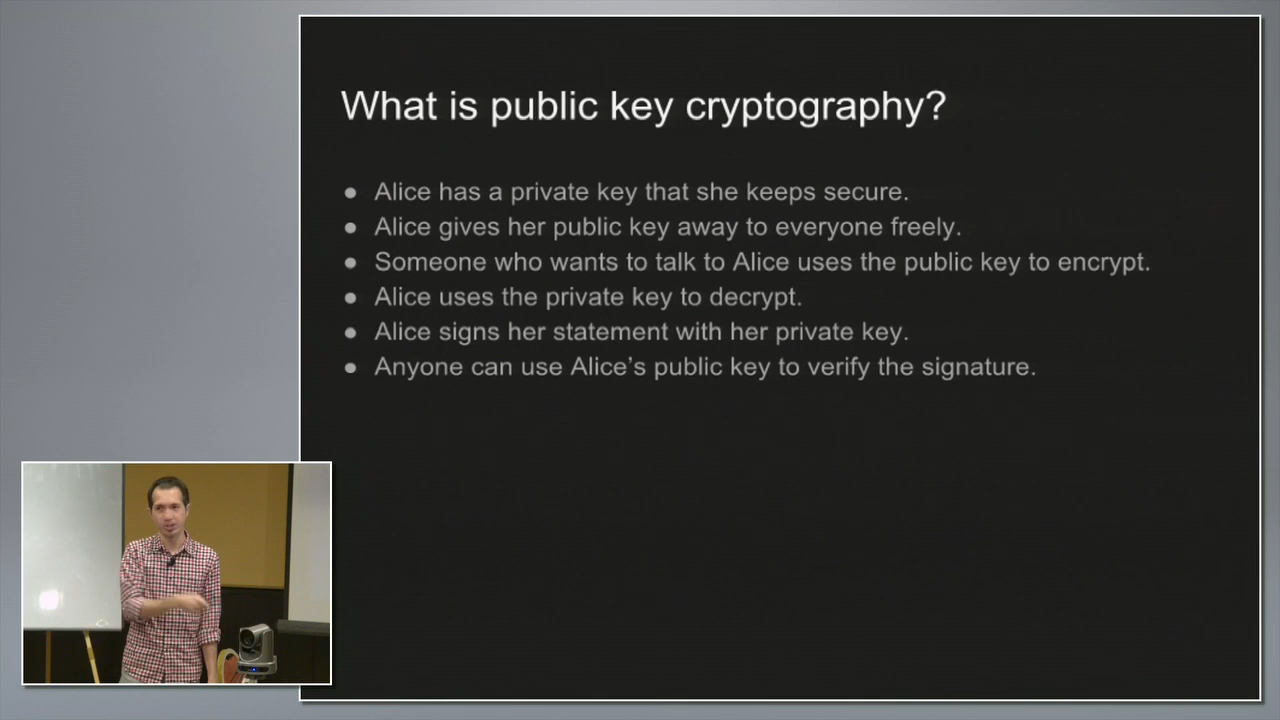 What is public key cryptography?
● Alice has a private key that she keeps secure.
● Alice gives her public key away to everyone freely.
● Someone who wants to talk to Alice uses the public key to encrypt.
● Alice uses the private key to decrypt.
● Alice signs her statement with her private key.
● Anyone can use Alice’s public key to verify the signature.